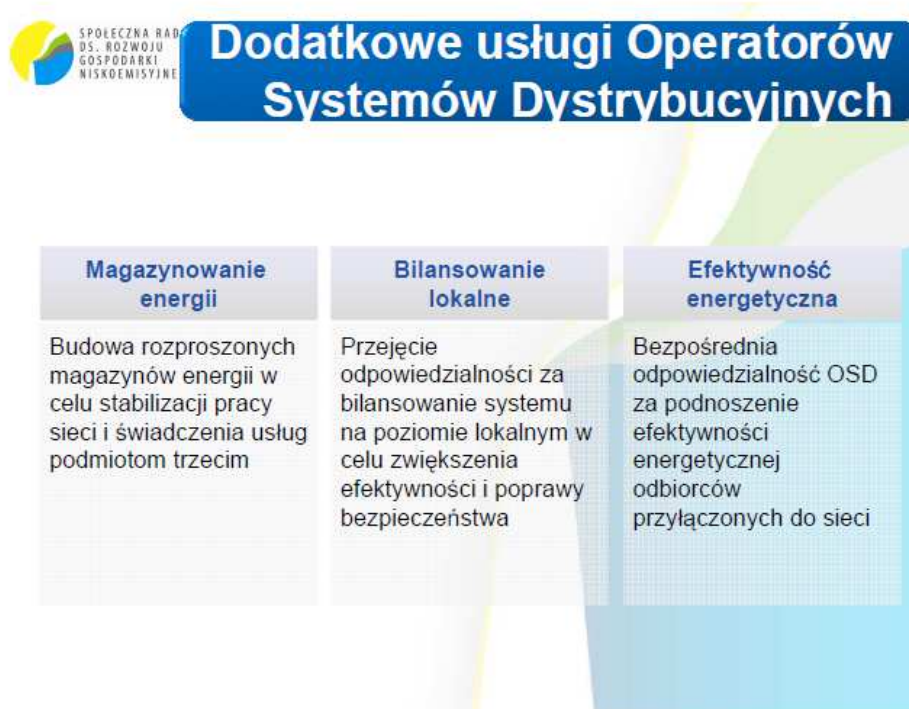 SPOŁECZNA RAD
DS. ROZWOJU
GOSPODARKI
NISKOEMISYJNE
Dodatkowe usługi Operatorów
Systemów Dystrybucyjnych
Magazynowanie
energii
Budowa rozproszonych
magazynów energii w
celu stabilizacji pracy
sieci i świadczenia usług
podmiotom trzecim
Bilansowanie
lokalne
Przejęcie
odpowiedzialności za
bilansowanie systemu
na poziomie lokalnym w
celu zwiększenia
efektywności i poprawy
bezpieczeństwa
Efektywność
energetyczna
Bezpośrednia
odpowiedzialność OSD
za podnoszenie
efektywności
energetycznej
odbiorców
przyłączonych do sieci